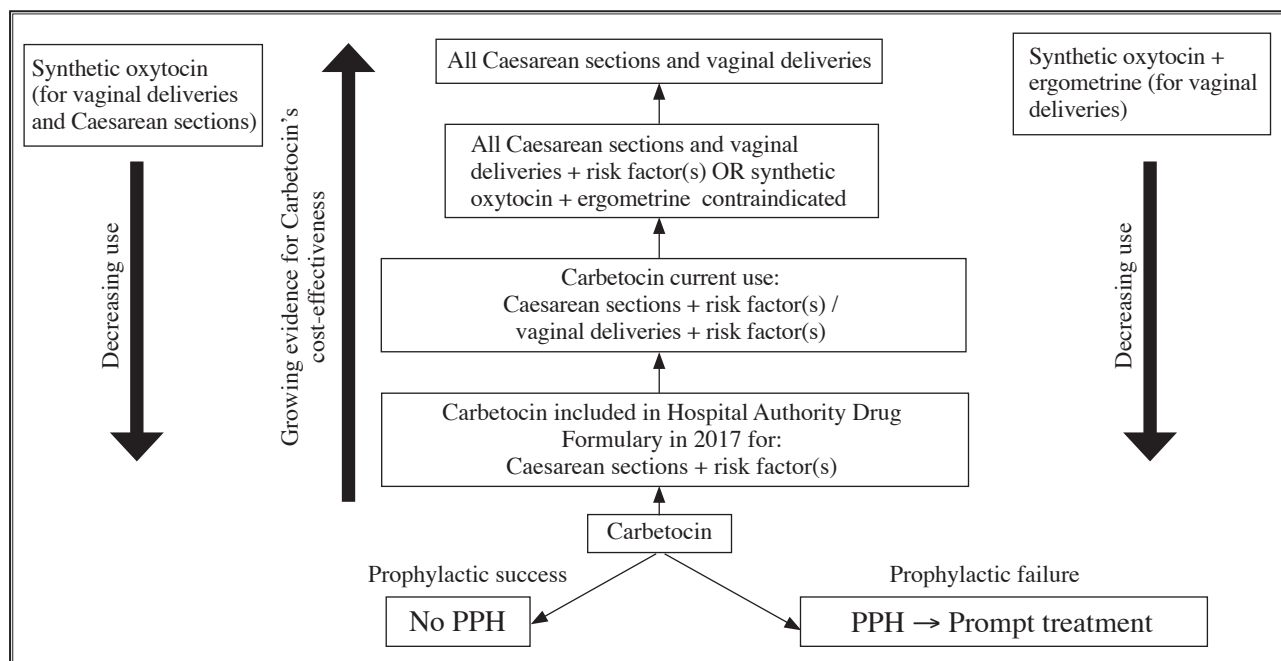 Synthetic oxytocin
(for vaginal deliveries
and Caesarean sections)
Decreasing use
Growing evidence for Carbetocin’s
cost-effectiveness
All Caesarean sections and vaginal deliveries
All Caesarean sections and vaginal
deliveries + risk factor(s) OR synthetic
oxytocin + ergometrine contraindicated
Carbetocin current use:
Caesarean sections + risk factor(s) /
vaginal deliveries + risk factor(s)
Carbetocin included in Hospital Authority Drug
Formulary in 2017 for:
Caesarean sections + risk factor(s)
Carbetocin
Prophylactic success
No PPH
Prophylactic failure
PPH → Prompt treatment
Synthetic oxytocin +
ergometrine (for vaginal
deliveries)
Decreasing use